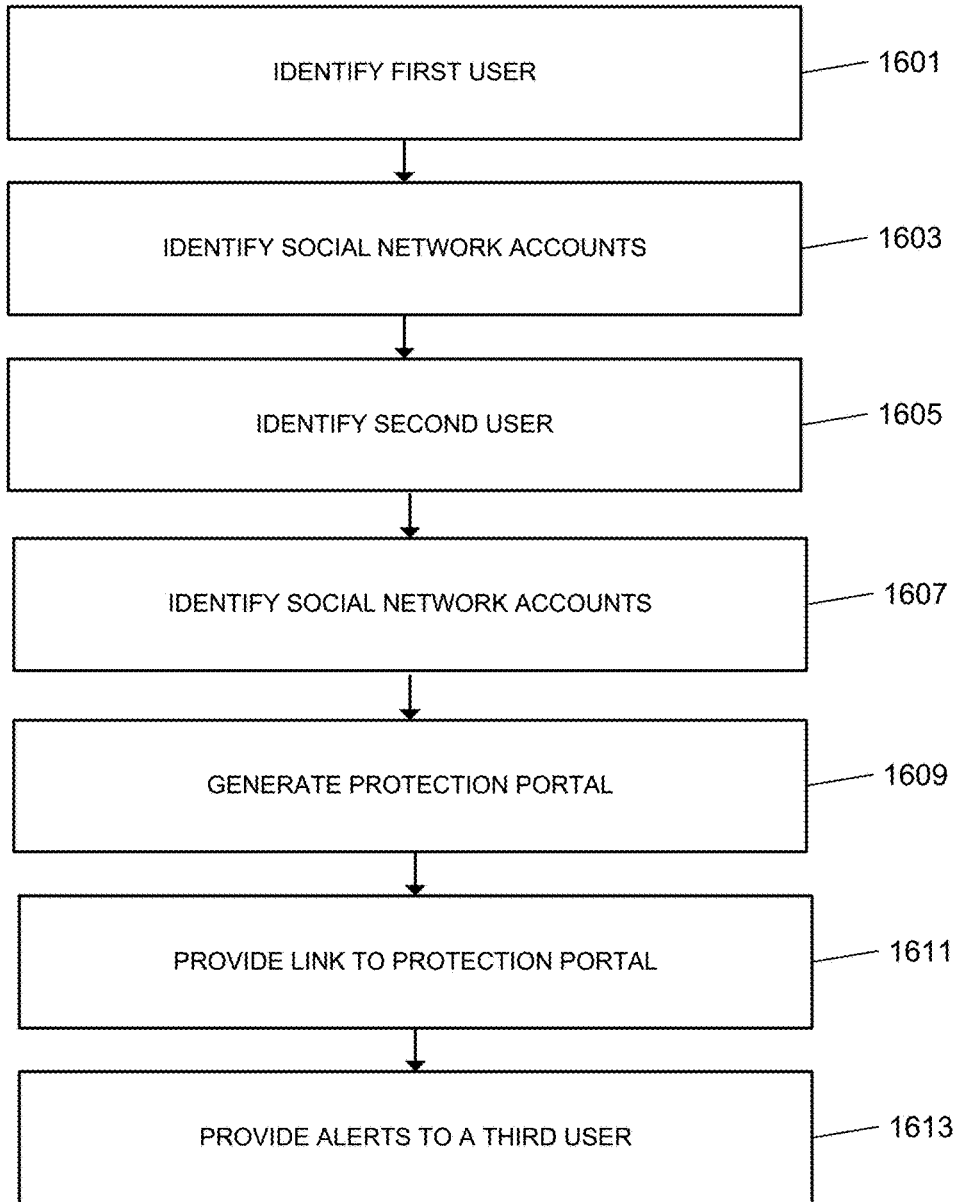 IDENTIFY FIRST USER
1601
IDENTIFY SOCIAL NETWORK ACCOUNTS
1603
IDENTIFY SECOND USER
1605
IDENTIFY SOCIAL NETWORK ACCOUNTS
1607
GENERATE PROTECTION PORTAL
1609
PROVIDE LINK TO PROTECTION PORTAL
1611
PROVIDE ALERTS TO A THIRD USER
1613